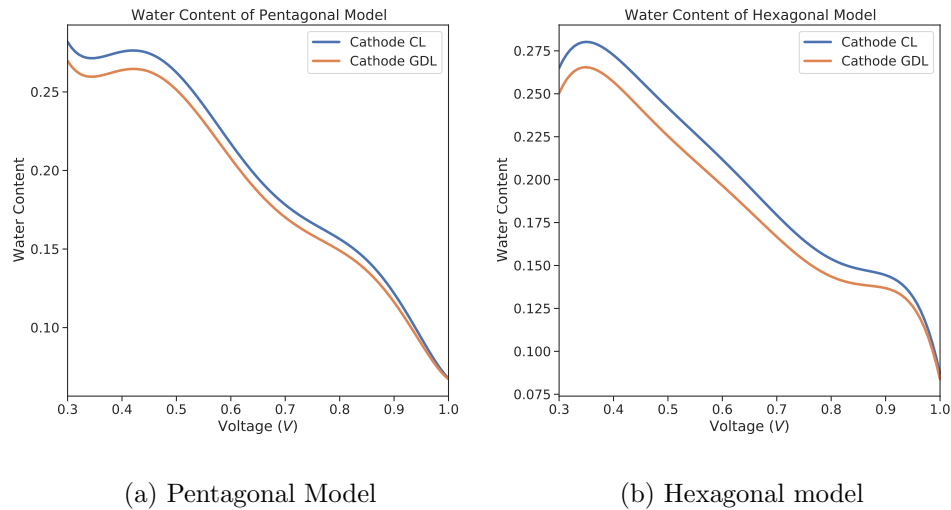 Water Content of Pentagonal Model
Cathode CL
Cathode GDL
0.25
0.20
0.15
0.10
Water Content
0.3 0.4 0.5 0.6 0.7 0.8 0.9 1.0
Voltage (V)
(a) Pentagonal Model
Water Content of Hexagonal Model
Cathode CL
Cathode GDL
0.275
0.250
0.225
0.200
0.175
0.150
0.125
0.100
0.075
Water Content
0.3 0.4 0.5 0.6 0.7 0.8 0.9 1.0
Voltage (V)
(b) Hexagonal model